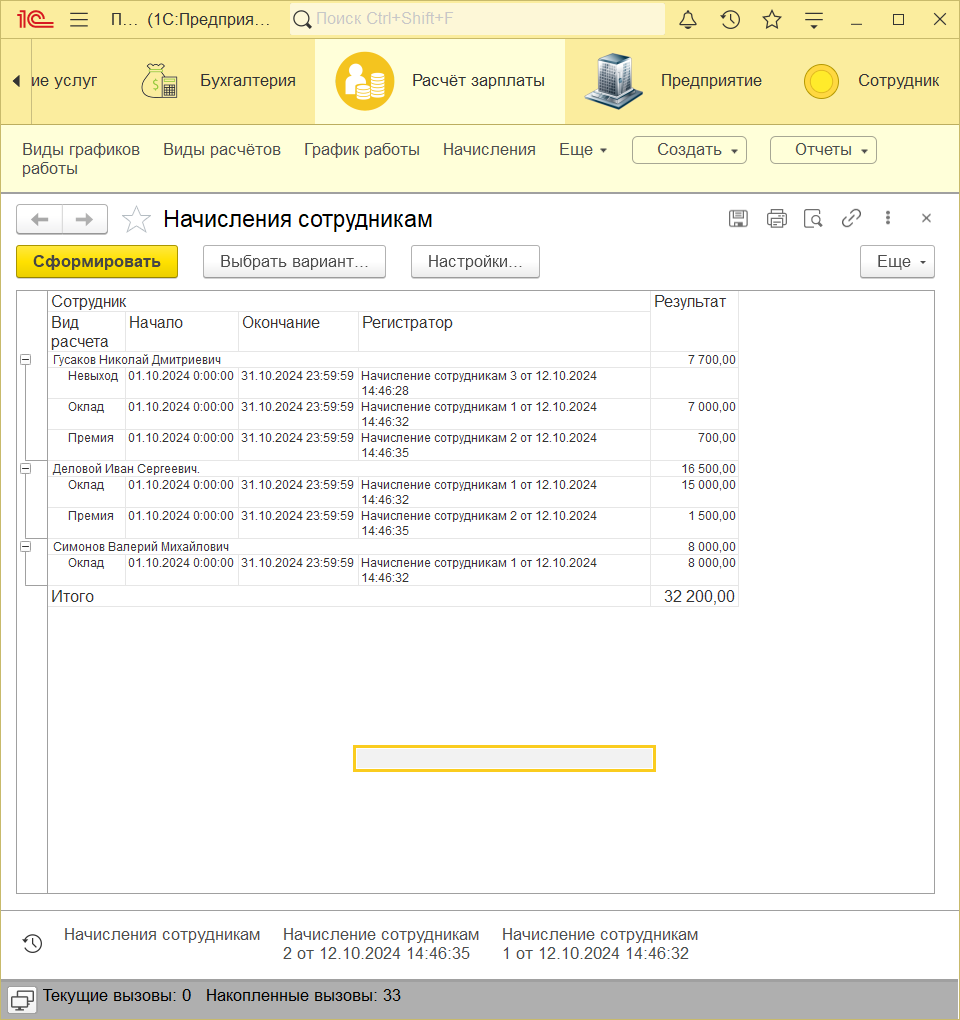 1С П... (1С:Предприя... Поиск Ctrl+Shift+F
ие услуг Бухгалтерия Расчёт зарплаты Предприятие Сотрудник
Виды графиков работы Виды расчётов График работы Начисления Еще Создать Отчеты
Начисления сотрудникам
Сформировать Выбрать вариант... Настройки... Еще
Сотрудник Результат
Вид расчета Начало Окончание Регистратор
Гусаков Николай Дмитриевич 7 700,00
Невыход 01.10.2024 0:00:00 31.10.2024 23:59:59 Начисление сотрудникам 3 от 12.10.2024
14:46:28
Оклад 01.10.2024 0:00:00 31.10.2024 23:59:59 Начисление сотрудникам 1 от 12.10.2024 7 000,00
14:46:32
Премия 01.10.2024 0:00:00 31.10.2024 23:59:59 Начисление сотрудникам 2 от 12.10.2024 700,00
14:46:35
Деловой Иван Сергеевич. 16 500,00
Оклад 01.10.2024 0:00:00 31.10.2024 23:59:59 Начисление сотрудникам 1 от 12.10.2024 15 000,00
14:46:32
Премия 01.10.2024 0:00:00 31.10.2024 23:59:59 Начисление сотрудникам 2 от 12.10.2024 1 500,00
14:46:35
Симонов Валерий Михайлович 8 000,00
Оклад 01.10.2024 0:00:00 31.10.2024 23:59:59 Начисление сотрудникам 1 от 12.10.2024 8 000,00
14:46:32
Итого 32 200,00
Начисления сотрудникам
Начисление сотрудникам
2 от 12.10.2024 14:46:35
Начисление сотрудникам
1 от 12.10.2024 14:46:32
Текущие вызовы: 0 Накопленные вызовы: 33